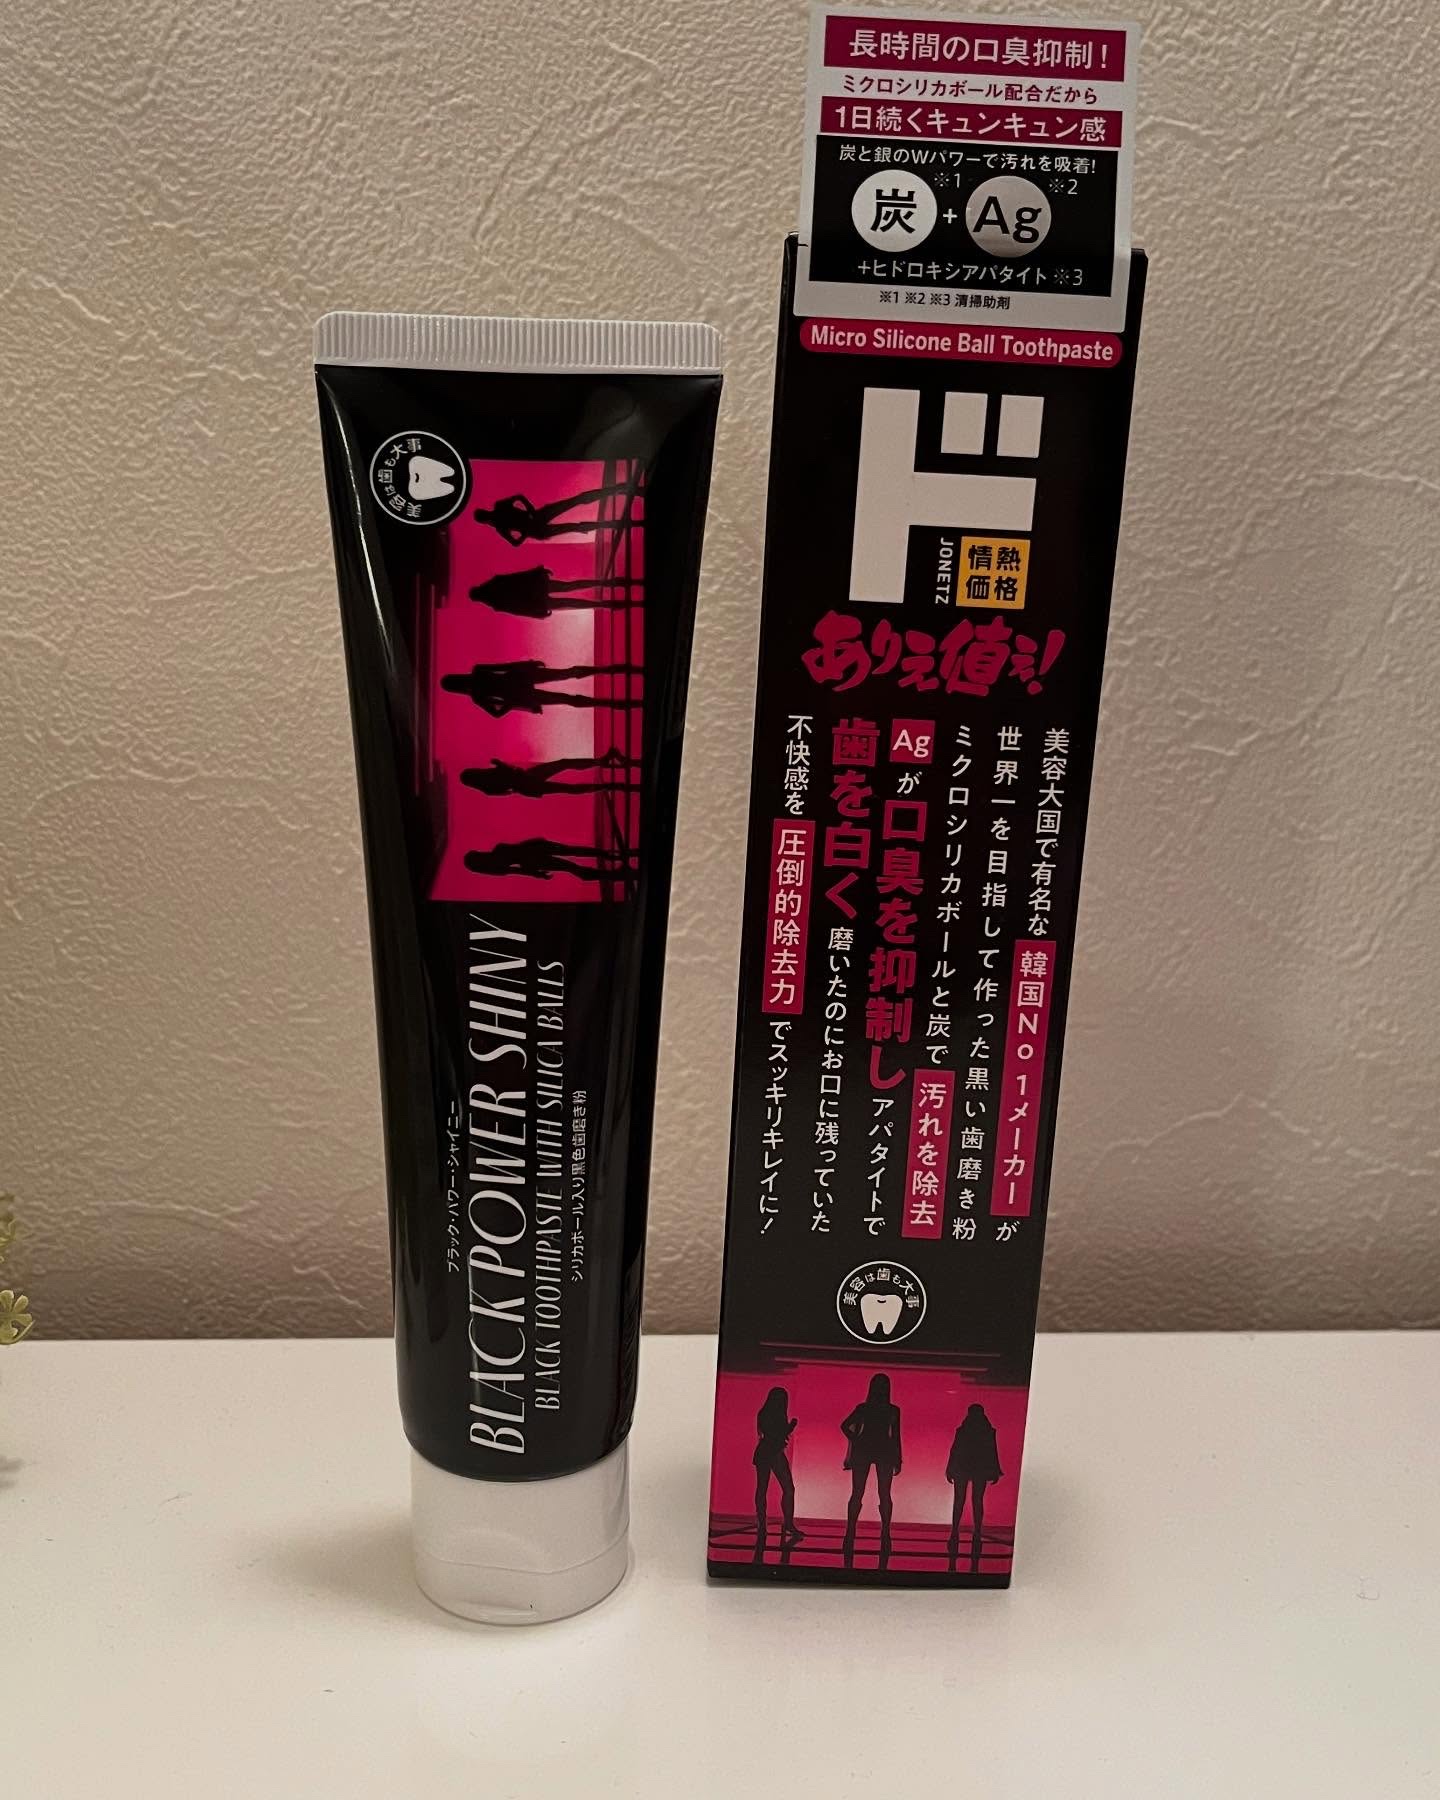 美容は歯も大事
BLACK POWER SHINY
ブラック・パワー・シャイニー
BLACK TOOTHPASTE WITH SILICA BALLS
シリカボール入り黒色歯磨き粉
長時間の口臭抑制!
ミクロシリカボール配合だから
1日続くキュンキュン感
炭と銀のWパワーで汚れを吸着!
炭※1+Ag※2
+ヒドロキシアパタイト※3
※1 ※2 ※3 清掃助剤
Micro Silicone Ball Toothpaste
ド
JONETZ
情熱
価格
ありえ値ぇ!
美容大国で有名な韓国No1メーカーが
世界一を目指して作った黒い歯磨き粉
ミクロシリカボールと炭で汚れを除去
Agが口臭を抑制しアパタイトで
歯を白く磨いたのにお口に残っていた
不快感を圧倒的除去力でスッキリキレイに!
美容は歯も大事